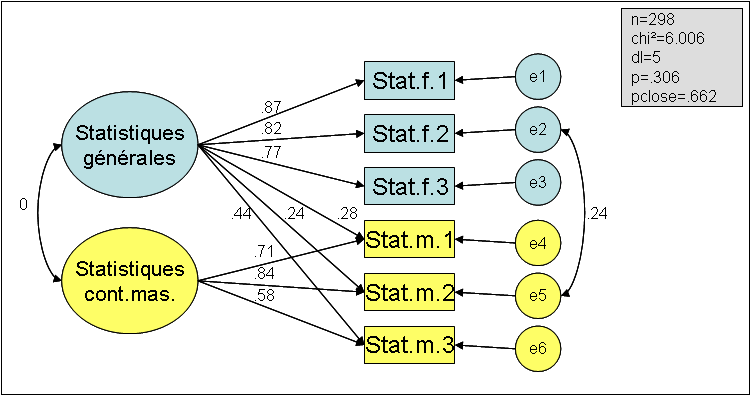 n=298
chi²=6.006
dl=5
p=.306
pclose=.662
Statistiques
générales
Statistiques
cont.mas.
0
.87
.82
.77
.44
.24
.28
.71
.84
.58
Stat.f.1
Stat.f.2
Stat.f.3
Stat.m.1
Stat.m.2
Stat.m.3
e1
e2
e3
e4
e5
e6
.24